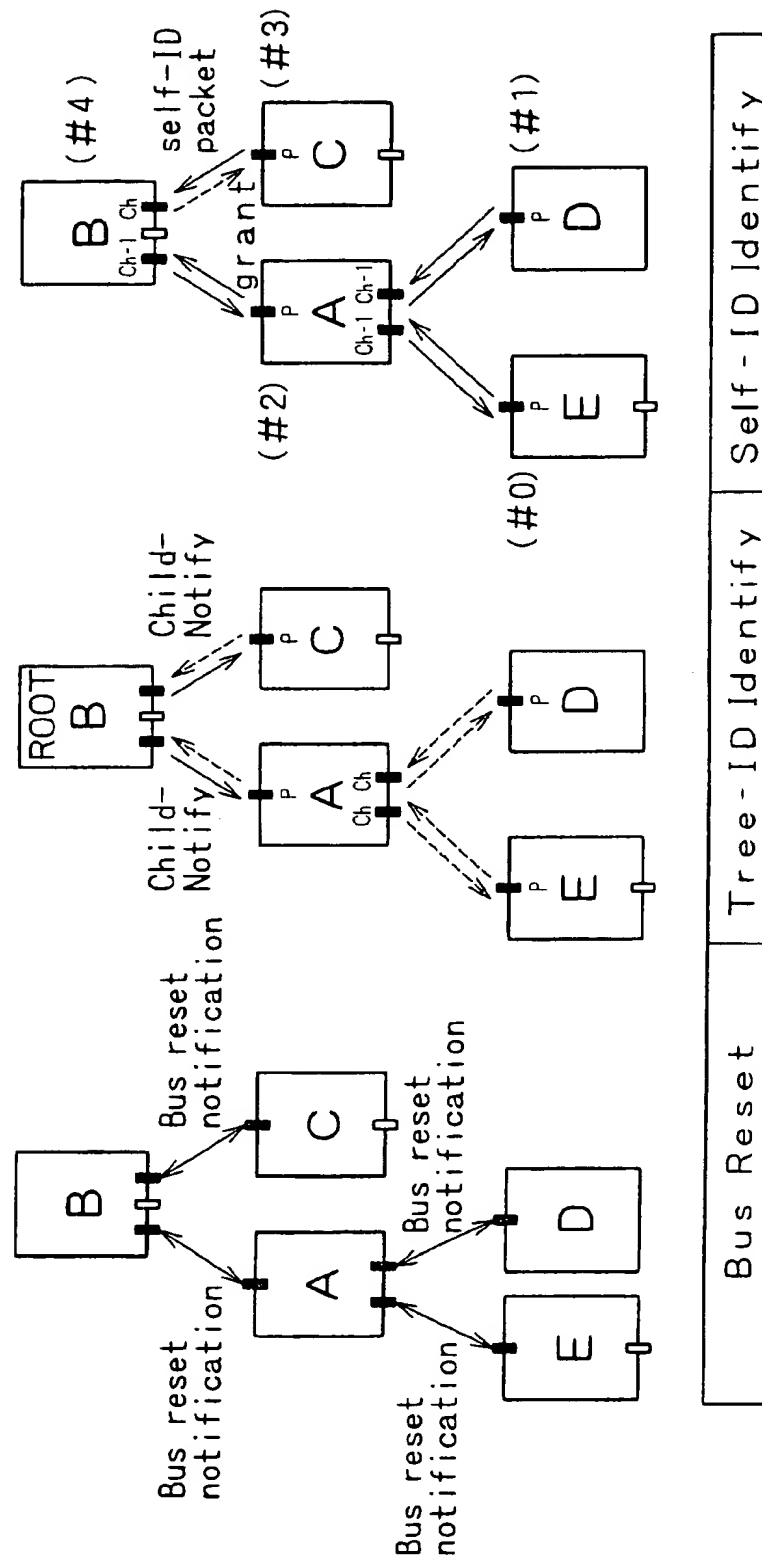 B
Bus reset
notification
Bus reset
notification
A
C
Bus reset
notification
Bus reset
notification
E
D
Bus Reset
ROOT
B
Child-
Notify
Child-
Notify
P
A
Ch Ch
P
C
P
E
P
D
Tree-ID Identify
B
(#4)
Ch-1
Ch
self-ID
packet
grant
(#2)
P
A
Ch-1 Ch-1
(#3)
P
C
(#0)
P
E
(#1)
P
D
Self-ID Identify